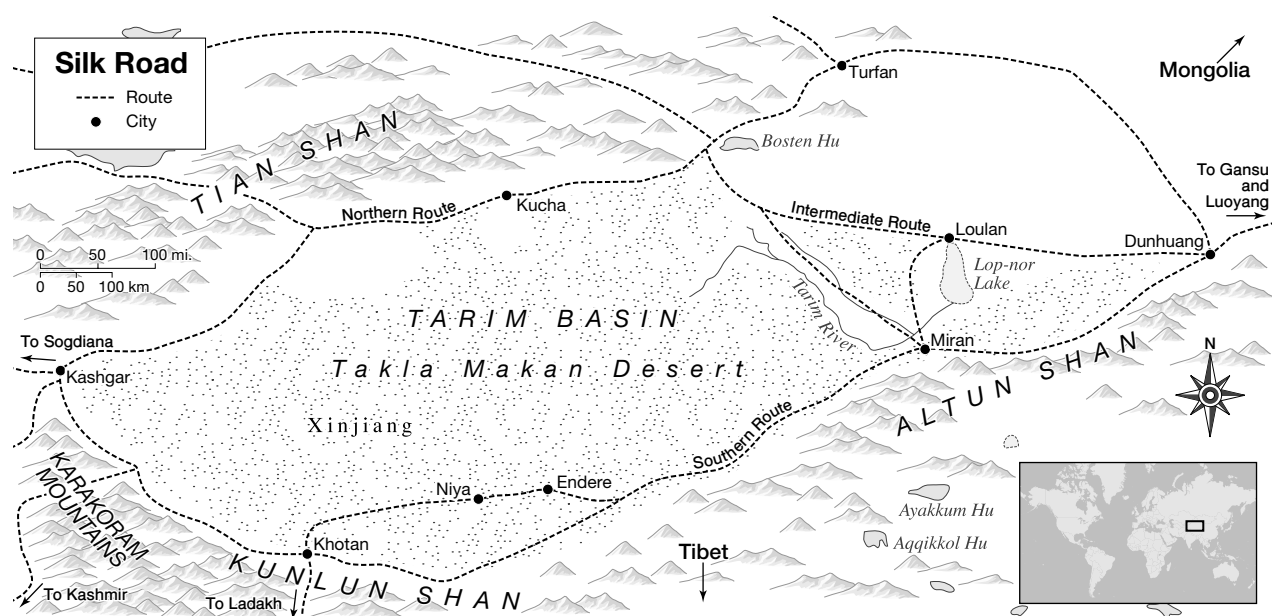 Silk Road
Route
City
Mongolia
Turfan
Bosten Hu
TIAN SHAN
To Gansu
and
Luoyang
Northern Route
Kucha
Intermediate Route
Loulan
Dunhuang
0 50 100 mi.
0 50 100 km
Lop-nor
Lake
Tarim River
TARIM BASIN
To Sogdiana
Kashgar
Miran
N
Takla Makan Desert
ALTUN SHAN
Xinjiang
Southern Route
KARAKORAM
MOUNTAINS
Niya
Endere
Ayakkum Hu
Aqqikkol Hu
Khotan
Tibet
KUNLUN SHAN
To Kashmir
To Ladakh